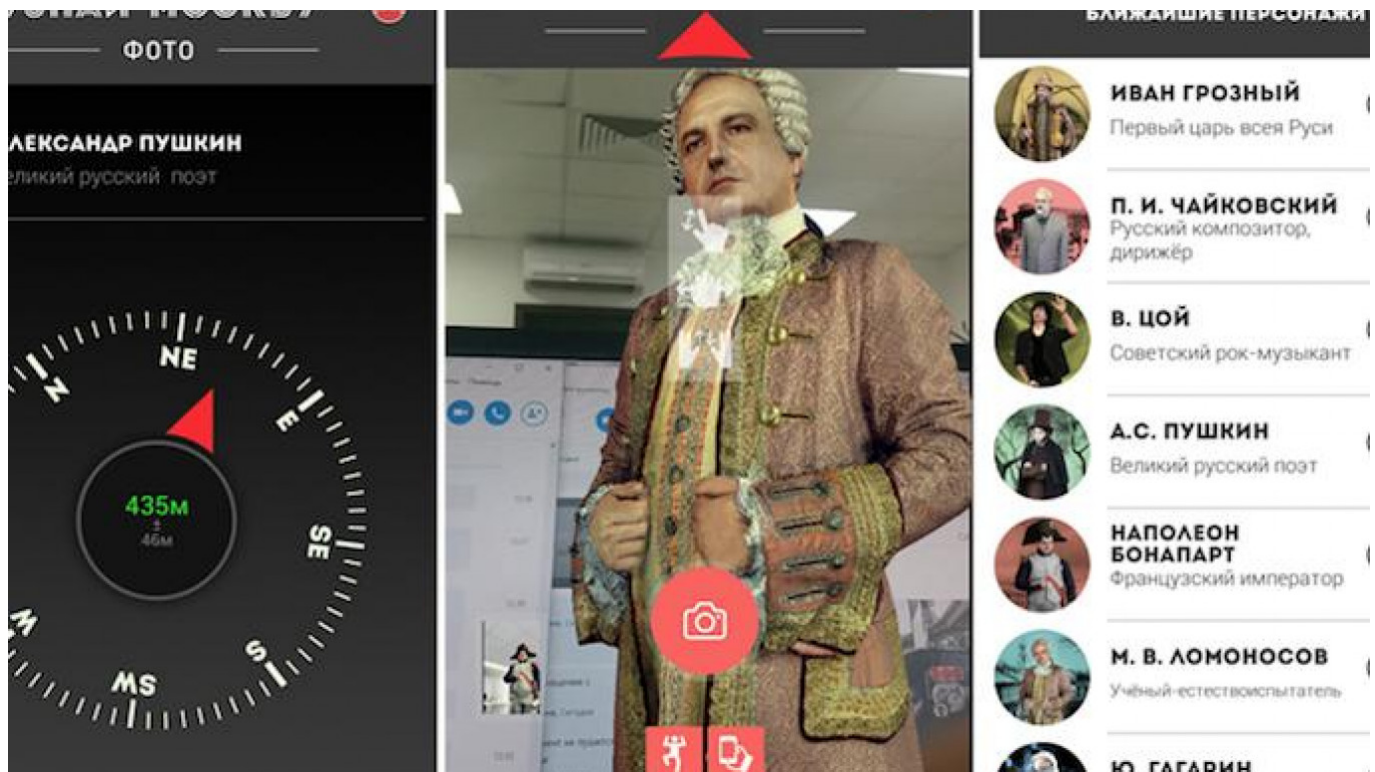 ФОТО
ЛЕКСАНДР ПУШКИН
еликий русский поэт
NE
N
E
435м
±
46м
SE
W
S
SW
Помощь
БЛИЖАЙШИЕ ПЕРСОНАЖИ
ИВАН ГРОЗНЫЙ
Первый царь всея Руси
П. И. ЧАЙКОВСКИЙ
Русский композитор,
дирижёр
В. ЦОЙ
Советский рок-музыкант
А.С. ПУШКИН
Великий русский поэт
НАПОЛЕОН
БОНАПАРТ
Французский император
М. В. ЛОМОНОСОВ
Учёный-естествоиспытатель
Ю. ГАГАРИН